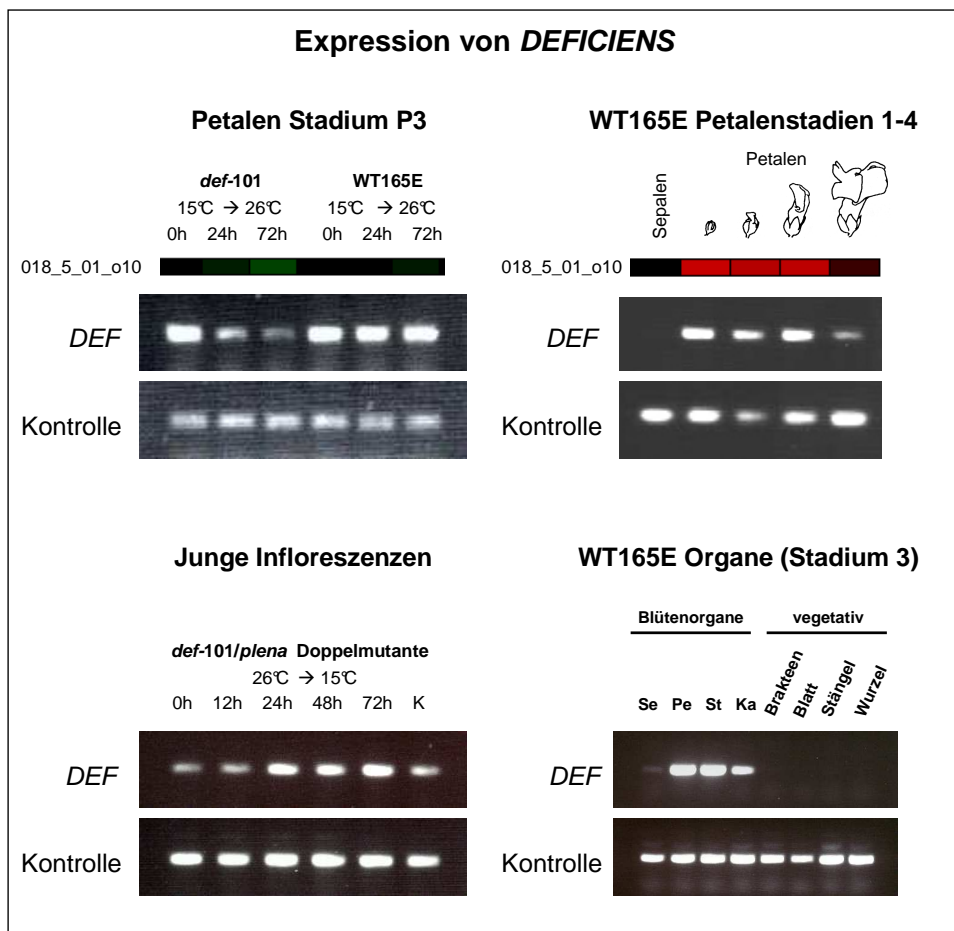 Expression von DEFICIENS
Petalen Stadium P3
def-101 WT165E
15°C → 26°C 15°C → 26°C
0h 24h 72h 0h 24h 72h
018_5_01_o10
DEF
Kontrolle
WT165E Petalenstadien 1-4
Sepalen
Petalen
018_5_01_o10
DEF
Kontrolle
Junge Infloreszenzen
def-101/plena Doppelmutante
26°C → 15°C
0h 12h 24h 48h 72h K
DEF
Kontrolle
WT165E Organe (Stadium 3)
Blütenorgane vegetativ
Se Pe St Ka Brakteen Blatt Stängel Wurzel
DEF
Kontrolle